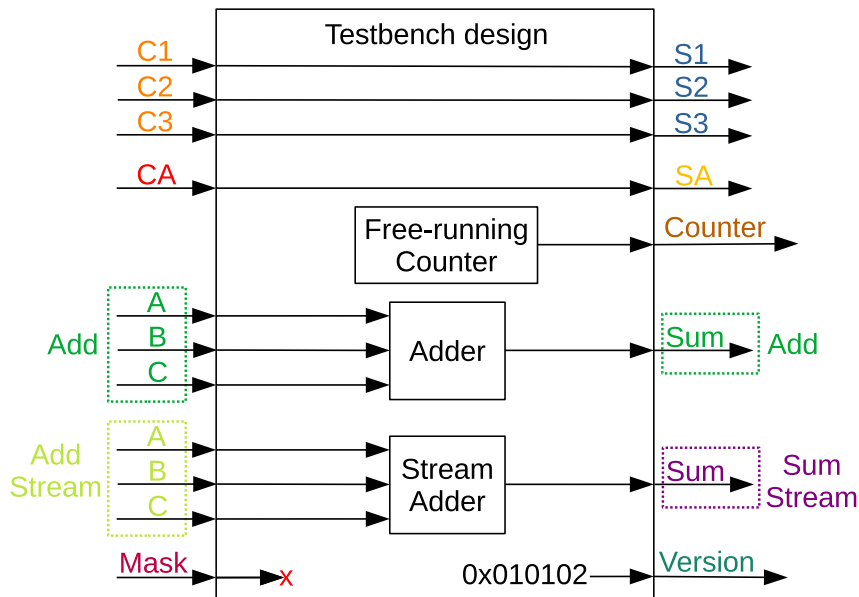 Testbench design
C1
S1
C2
S2
C3
S3
CA
SA
Free-running
Counter
Counter
Add
A
B
C
Adder
Sum
Add
Add
Stream
A
B
C
Stream
Adder
Sum
Sum
Stream
Mask
x
0x010102
Version